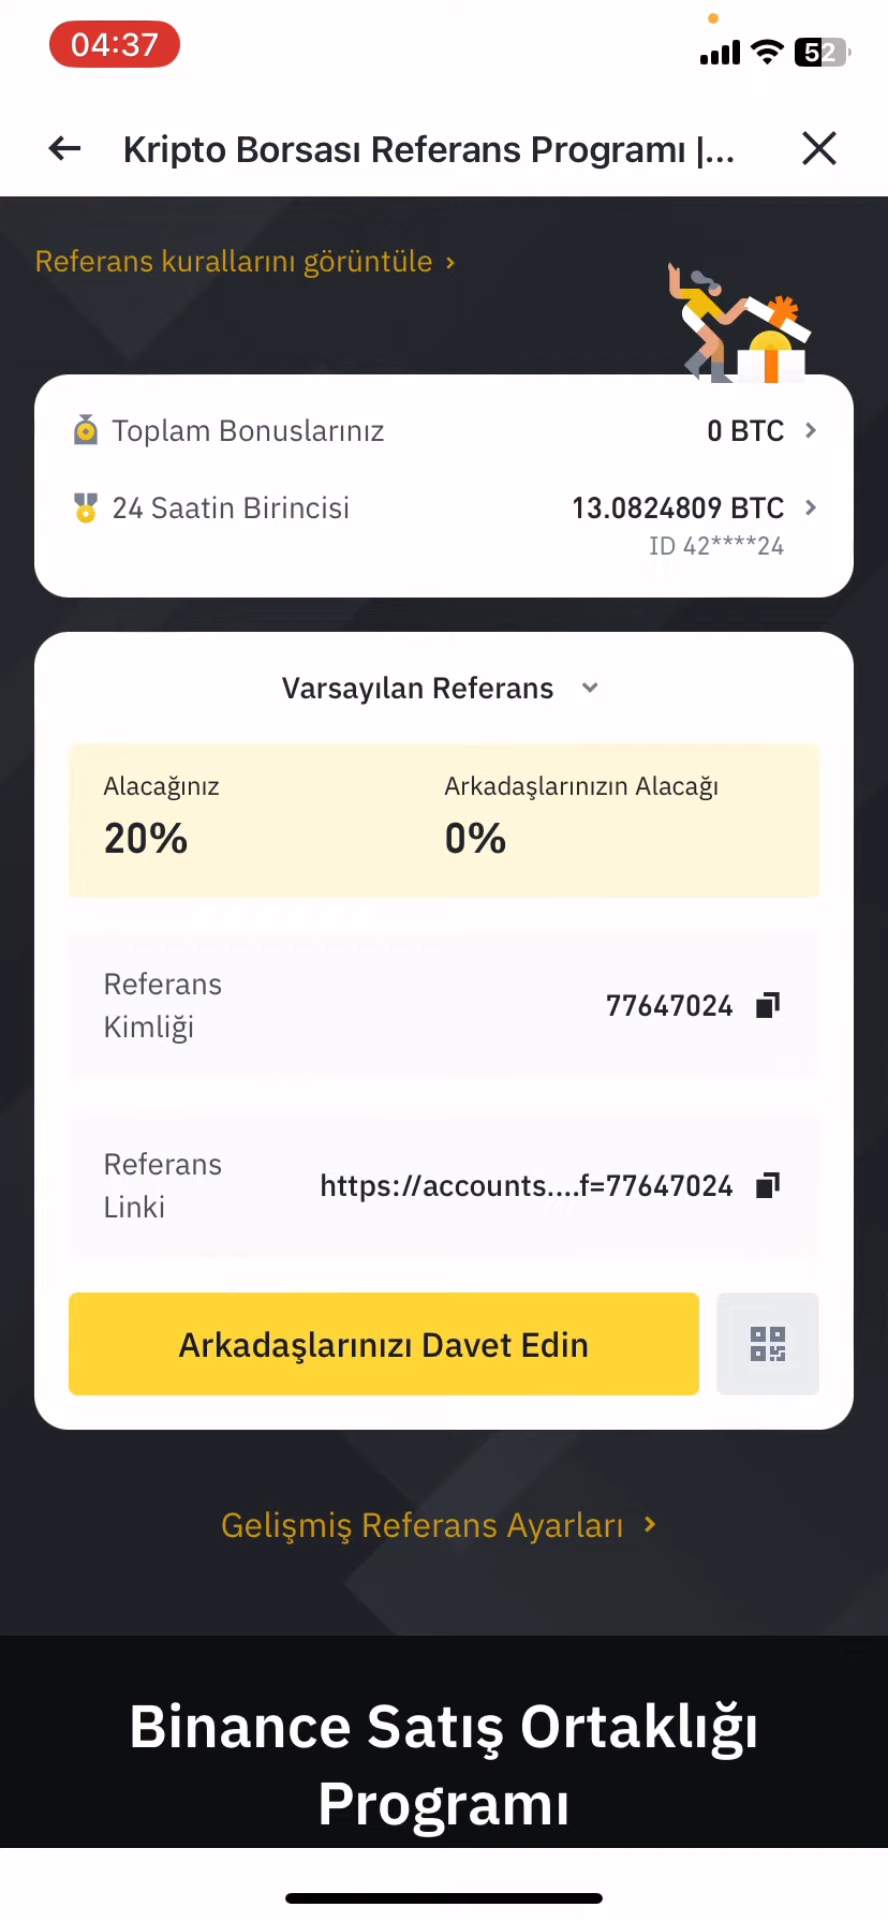 04:37
52
Kripto Borsası Referans Programı |...
Referans kurallarını görüntüle
Toplam Bonuslarınız
0 BTC
24 Saatin Birincisi
13.0824809 BTC
ID 42****24
Varsayılan Referans
Alacağınız
Arkadaşlarınızın Alacağı
20%
0%
Referans
Kimliği
77647024
Referans
Linki
https://accounts....f=77647024
Arkadaşlarınızı Davet Edin
Gelişmiş Referans Ayarları
Binance Satış Ortaklığı
Programı